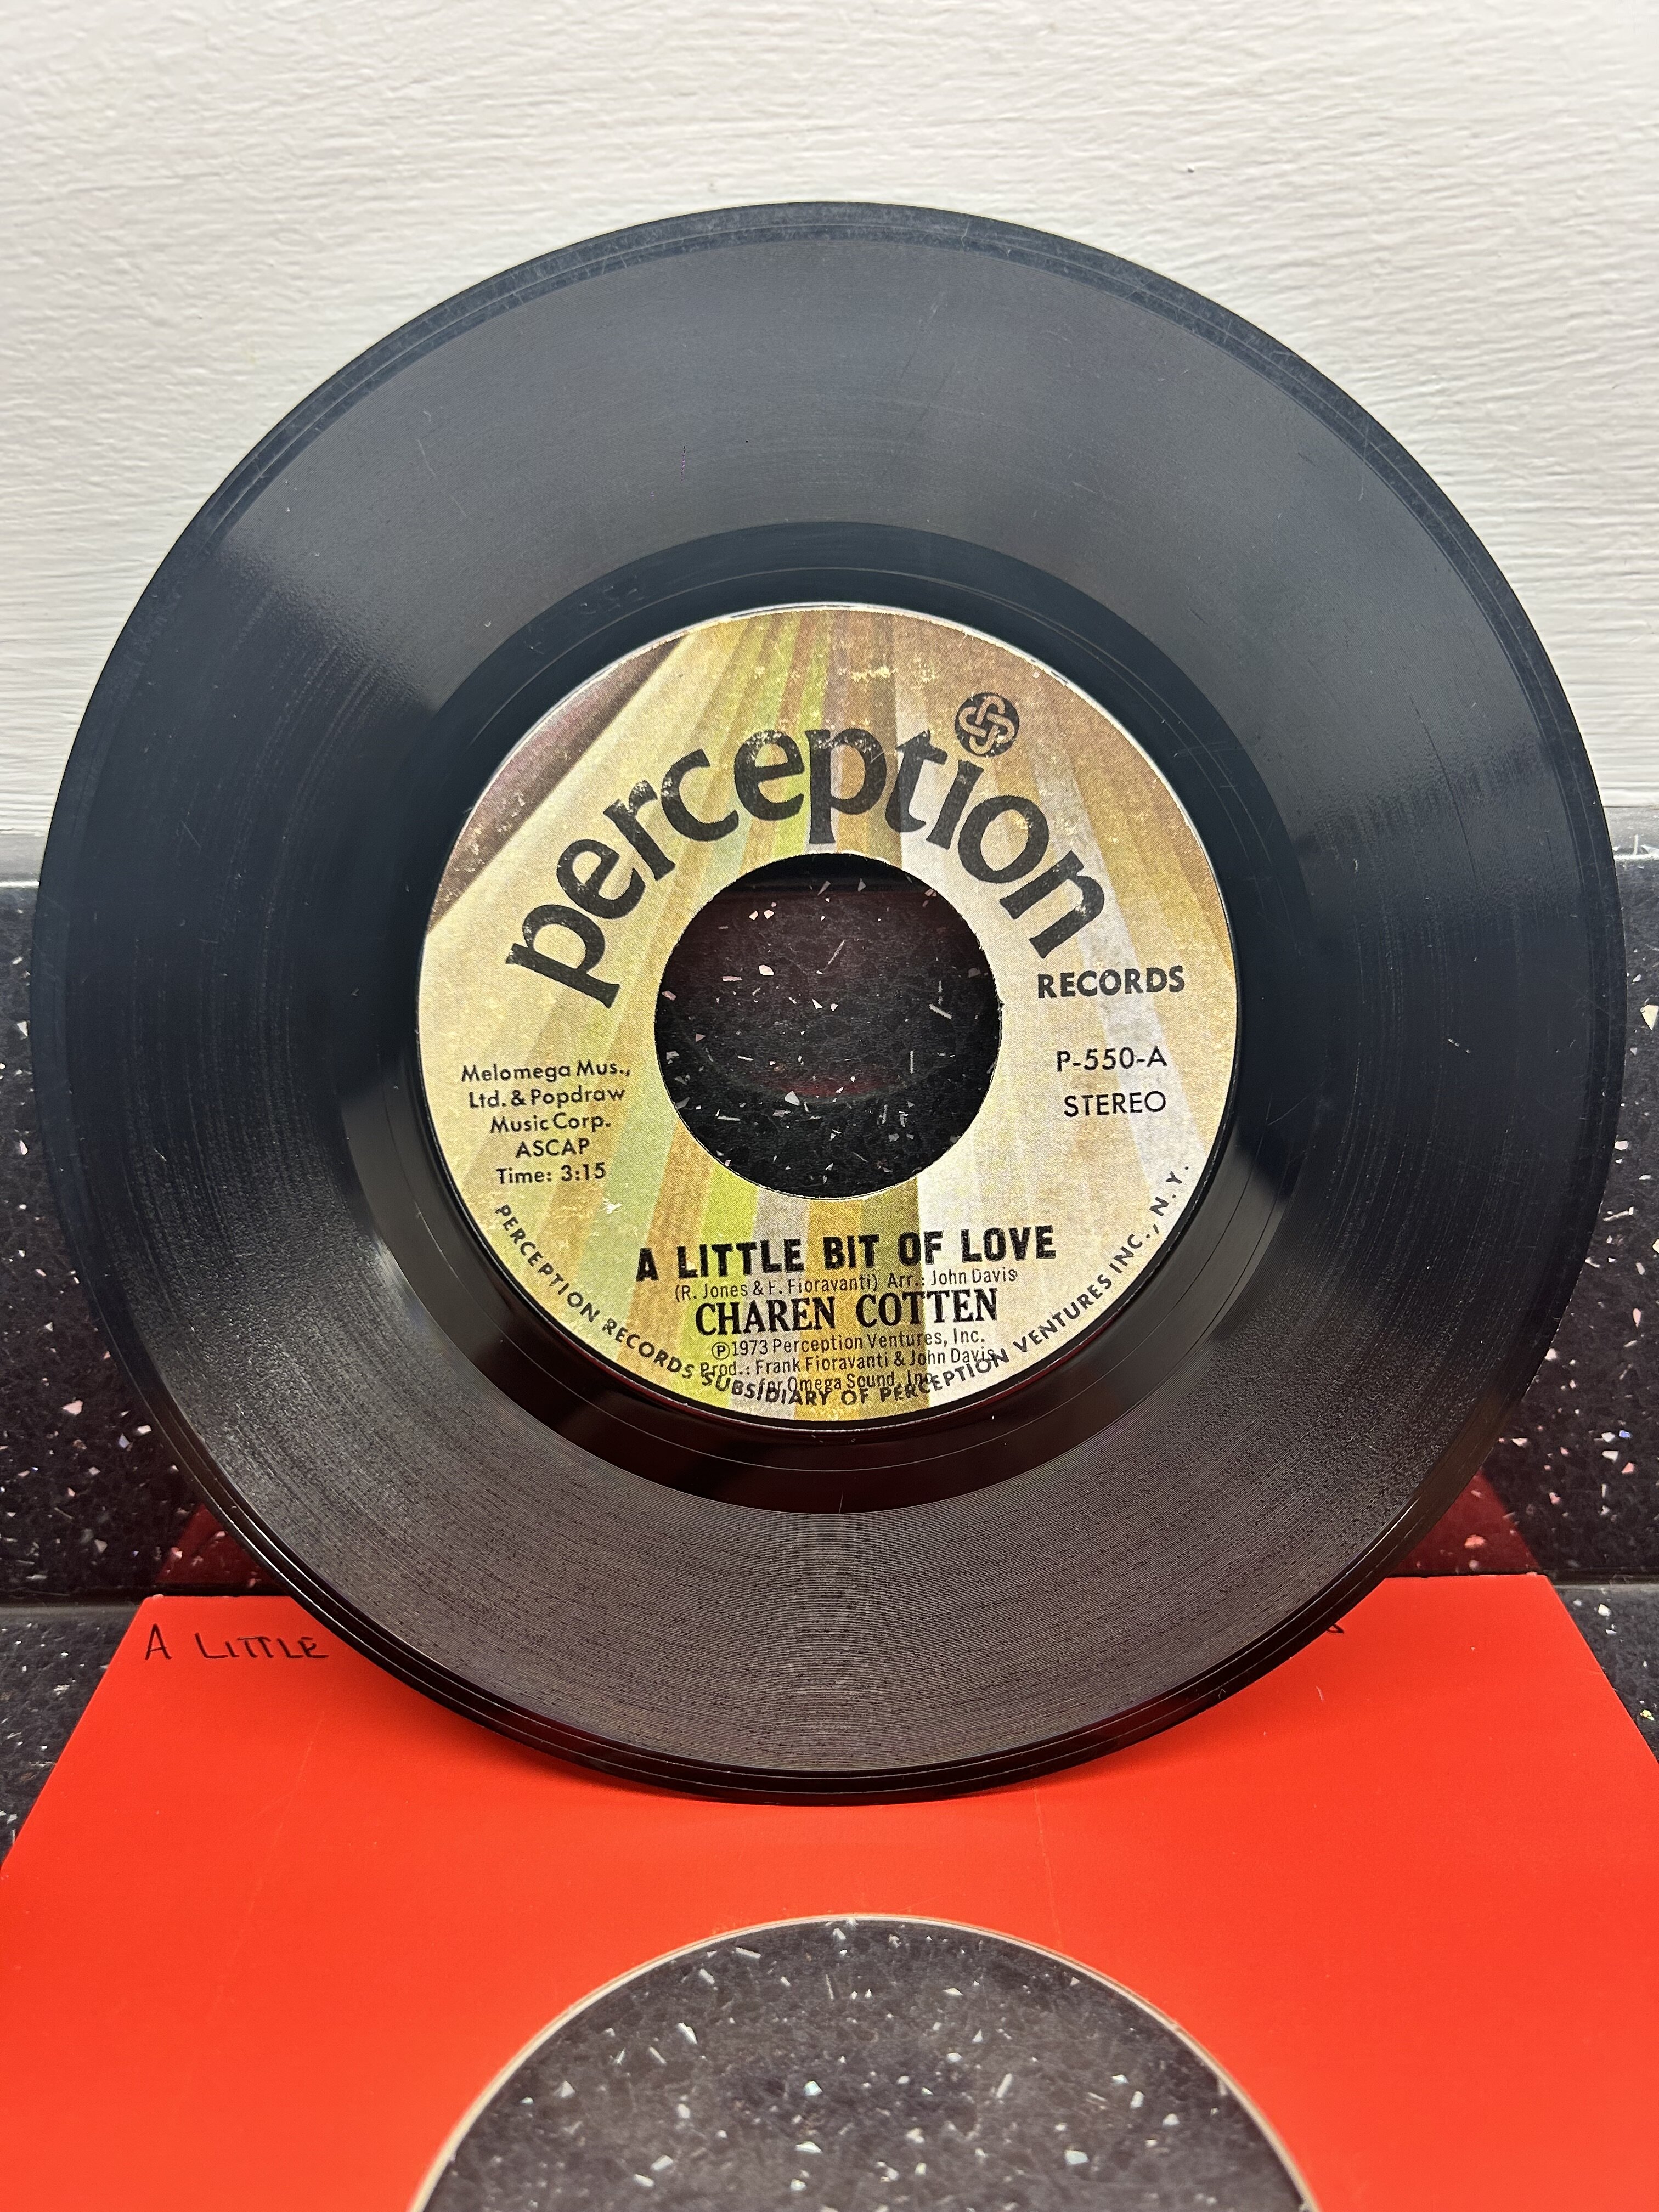 perception
RECORDS
P-550-A
STEREO
Melomega Mus.,
Ltd. & Popdraw
Music Corp.
ASCAP
Time: 3:15
A LITTLE BIT OF LOVE
(R. Jones & F. Fioravanti) Arr.: John Davis
CHAREN COTTEN
℗1973 Perception Ventures, Inc.
Prod.: Frank Fioravanti & John Davis
for Omega Sound, Inc.
PERCEPTION RECORDS SUBSIDIARY OF PERCEPTION VENTURES INC., N.Y.
A LITTLE